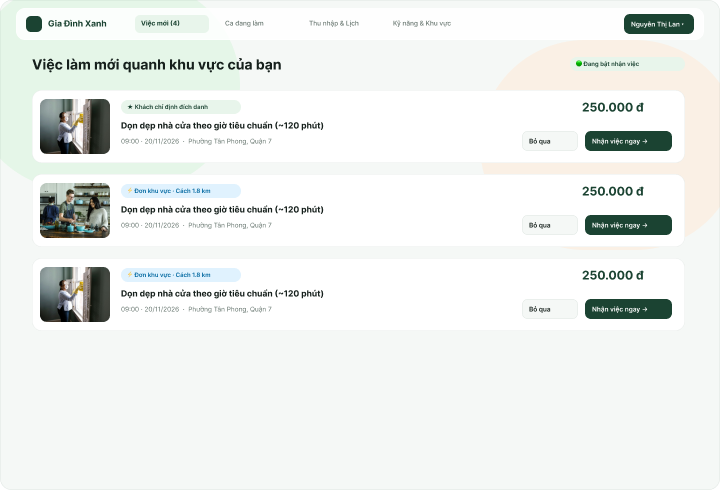 Gia Đình Xanh
Việc mới (4)
Ca đang làm
Thu nhập & Lịch
Kỹ năng & Khu vực
Nguyễn Thị Lan
Việc làm mới quanh khu vực của bạn
Đang bật nhận việc
★ Khách chỉ định đích danh
250.000 đ
Dọn dẹp nhà cửa theo giờ tiêu chuẩn (~120 phút)
09:00 · 20/11/2026 · Phường Tân Phong, Quận 7
Bỏ qua
Nhận việc ngay →
⚡ Đơn khu vực · Cách 1.8 km
250.000 đ
Dọn dẹp nhà cửa theo giờ tiêu chuẩn (~120 phút)
09:00 · 20/11/2026 · Phường Tân Phong, Quận 7
Bỏ qua
Nhận việc ngay →
⚡ Đơn khu vực · Cách 1.8 km
250.000 đ
Dọn dẹp nhà cửa theo giờ tiêu chuẩn (~120 phút)
09:00 · 20/11/2026 · Phường Tân Phong, Quận 7
Bỏ qua
Nhận việc ngay →